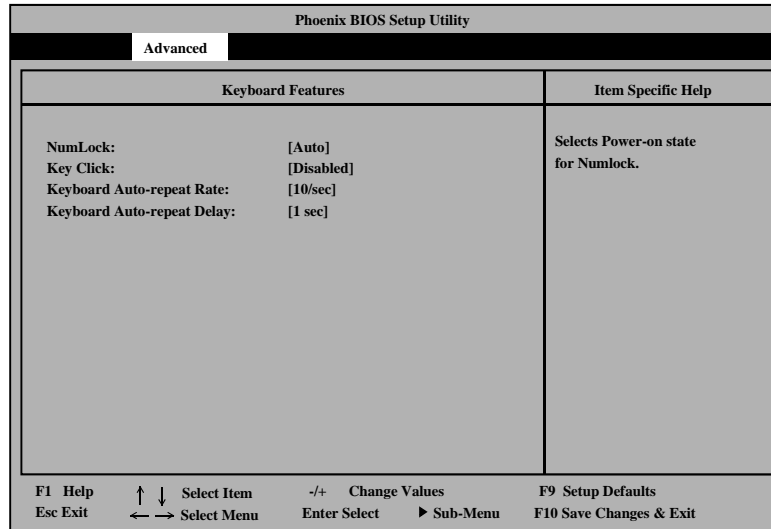 Phoenix BIOS Setup Utility
Advanced
Keyboard Features
Item Specific Help
NumLock: [Auto]
Key Click: [Disabled]
Keyboard Auto-repeat Rate: [10/sec]
Keyboard Auto-repeat Delay: [1 sec]
Selects Power-on state
for Numlock.
F1 Help ↑ ↓ Select Item -/+ Change Values F9 Setup Defaults
Esc Exit ← → Select Menu Enter Select ▶ Sub-Menu F10 Save Changes & Exit